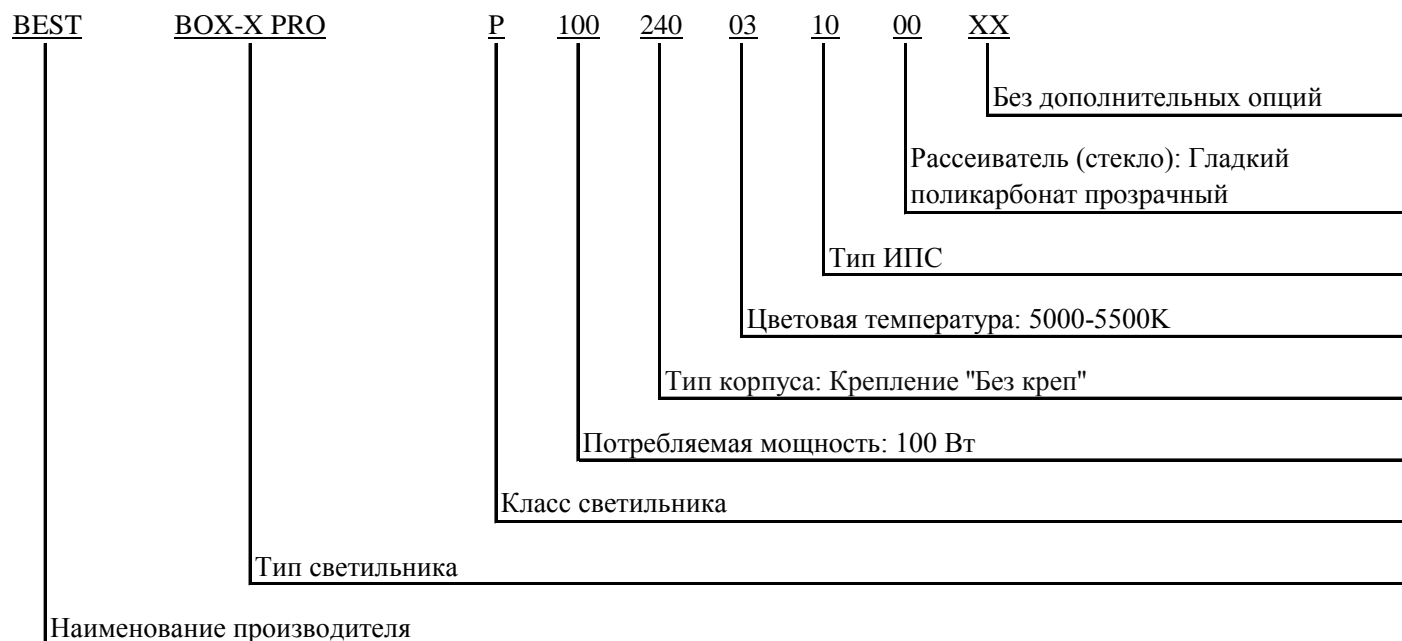 BEST BOX-X PRO P 100 240 03 10 00 XX
Без дополнительных опций
Рассеиватель (стекло): Гладкий
поликарбонат прозрачный
Тип ИПС
Цветовая температура: 5000-5500K
Тип корпуса: Крепление "Без креп"
Потребляемая мощность: 100 Вт
Класс светильника
Тип светильника
Наименование производителя